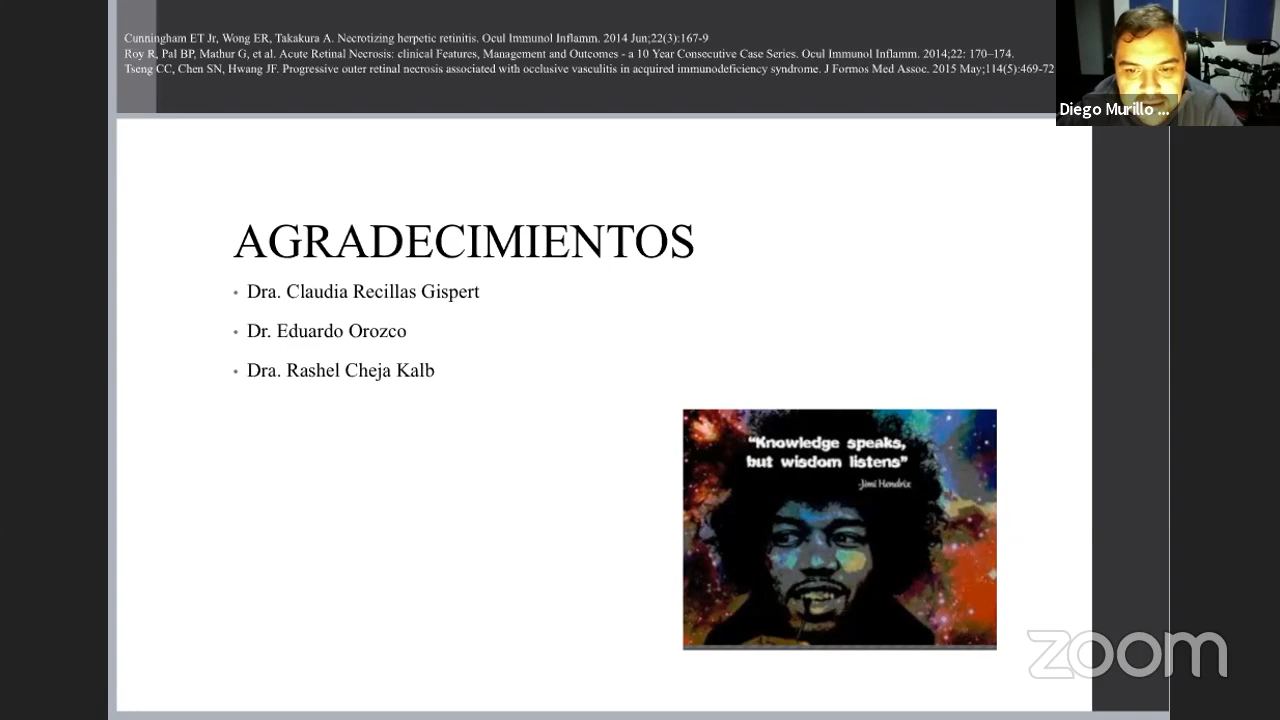 Cunningham ET Jr, Wong ER, Takakura A. Necrotizing herpetic retinitis. Ocul Immunol Inflamm. 2014 Jun;22(3):167-9
Roy R, Pal BP, Mathur G, et al. Acute Retinal Necrosis: clinical Features, Management and Outcomes - a 10 Year Consecutive Case Series. Ocul Immunol Inflamm. 2014;22: 170–174.
Tseng CC, Chen SN, Hwang JF. Progressive outer retinal necrosis associated with occlusive vasculitis in acquired immunodeficiency syndrome. J Formos Med Assoc. 2015 May;114(5):469-72
Diego Murillo ...
AGRADECIMIENTOS
• Dra. Claudia Recillas Gispert
• Dr. Eduardo Orozco
• Dra. Rashel Cheja Kalb
“Knowledge speaks,
but wisdom listens”
-Jimi Hendrix
zoom